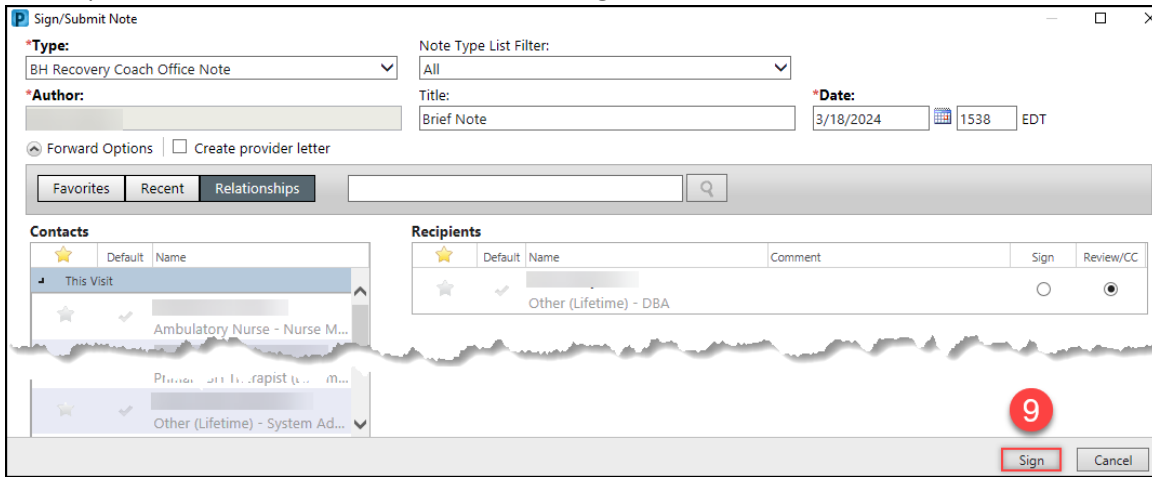 Sign/Submit Note
*Type:
Note Type List Filter:
BH Recovery Coach Office Note
All
*Author:
Title:
*Date:
Brief Note
3/18/2024
1538
EDT
Forward Options
Create provider letter
Favorites
Recent
Relationships
Contacts
Recipients
Default
Name
Default
Name
Comment
Sign
Review/CC
This Visit
Other (Lifetime) - DBA
Ambulatory Nurse - Nurse M...
Other (Lifetime) - System Ad...
9
Sign
Cancel